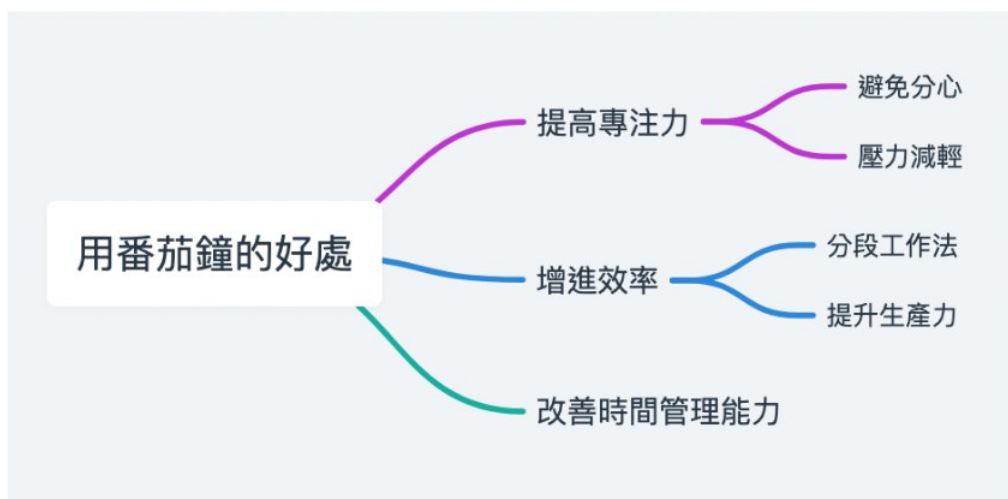 用番茄鐘的好處
提高專注力
避免分心
壓力減輕
增進效率
分段工作法
提升生產力
改善時間管理能力